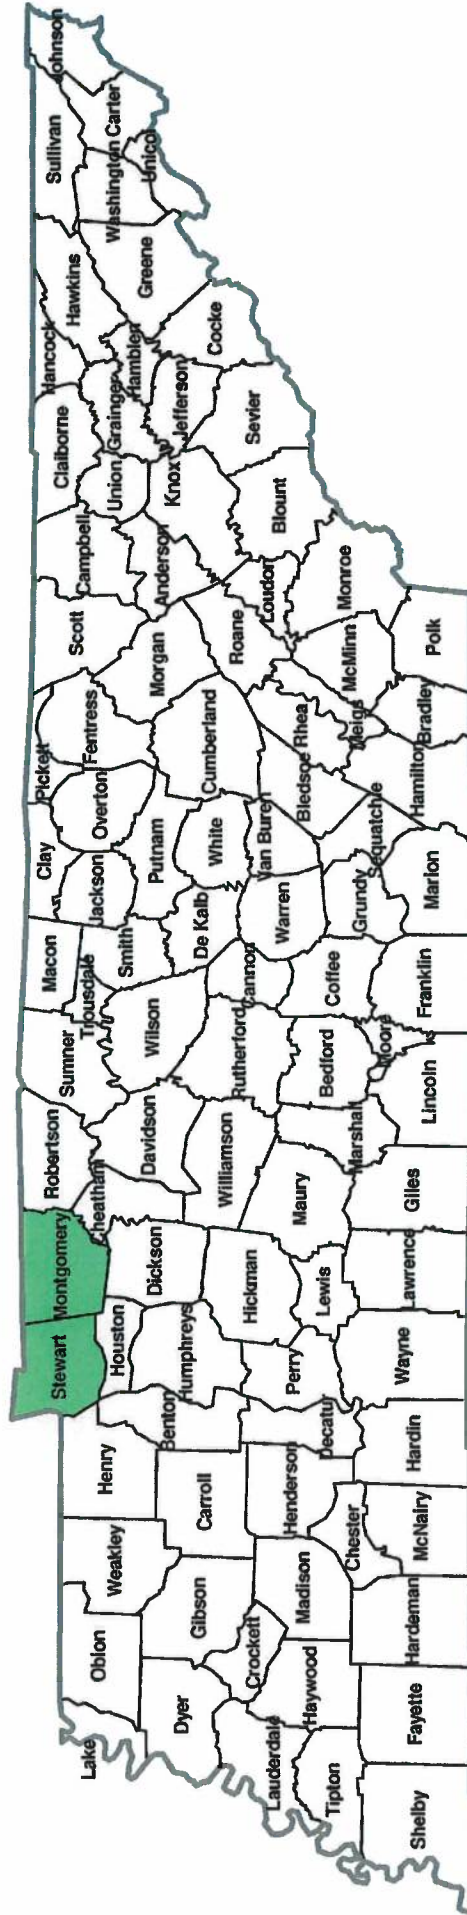 Lake
Obion
Weakley
Henry
Stewart
Montgomery
Robertson
Sumner
Macon
Clay
Pickett
Scott
Campbell
Claiborne
Hancock
Hawkins
Sullivan
Johnson
Dyer
Gibson
Carroll
Benton
Houston
Humphreys
Dickson
Cheatham
Davidson
Wilson
Trousdale
Smith
Jackson
Overton
Fentress
Morgan
Anderson
Union
Grainger
Hamblen
Greene
Washington
Carter
Unicoi
Lauderdale
Crockett
Haywood
Madison
Henderson
Decatur
Perry
Hickman
Williamson
Rutherford
Cannon
De Kalb
Putnam
White
Cumberland
Roane
Loudon
Knox
Jefferson
Cocke
Sevier
Blount
Tipton
Chester
Lewis
Maury
Marshall
Bedford
Coffee
Warren
Van Buren
Bledsoe
Rhea
Meigs
McMinn
Monroe
Shelby
Fayette
Hardeman
McNairy
Hardin
Wayne
Lawrence
Giles
Lincoln
Moore
Franklin
Grundy
Marion
Sequatchie
Hamilton
Bradley
Polk